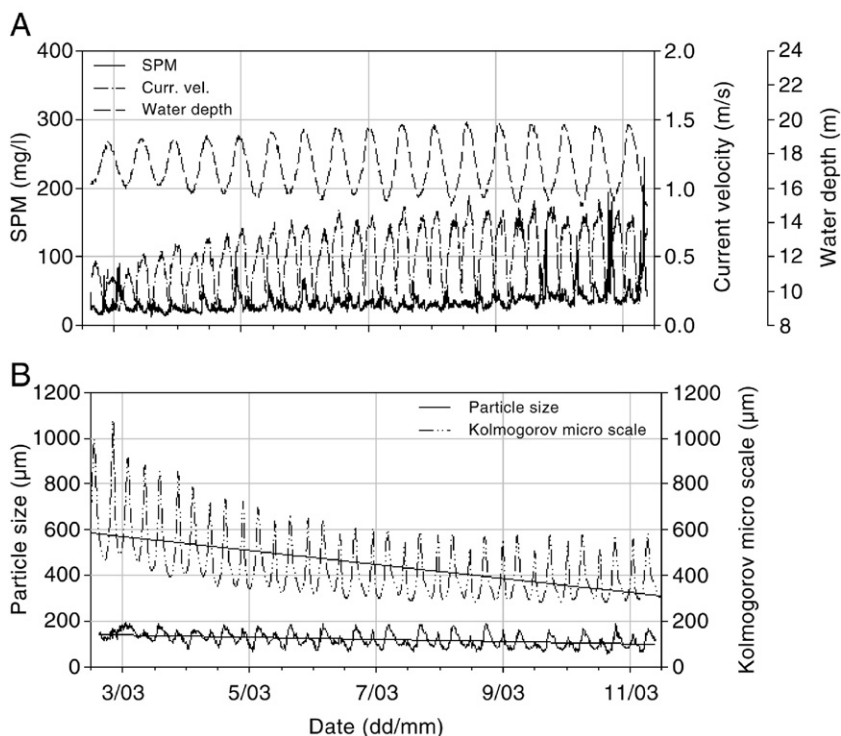 A
400
300
200
100
0
SPM (mg/l)
SPM
Curr. vel.
Water depth
2.0
1.5
1.0
0.5
0.0
Current velocity (m/s)
24
22
20
18
16
14
12
10
8
Water depth (m)
B
1200
1000
800
600
400
200
0
Particle size (μm)
Particle size
Kolmogorov micro scale
1200
1000
800
600
400
200
0
Kolmogorov micro scale (μm)
3/03 5/03 7/03 9/03 11/03
Date (dd/mm)